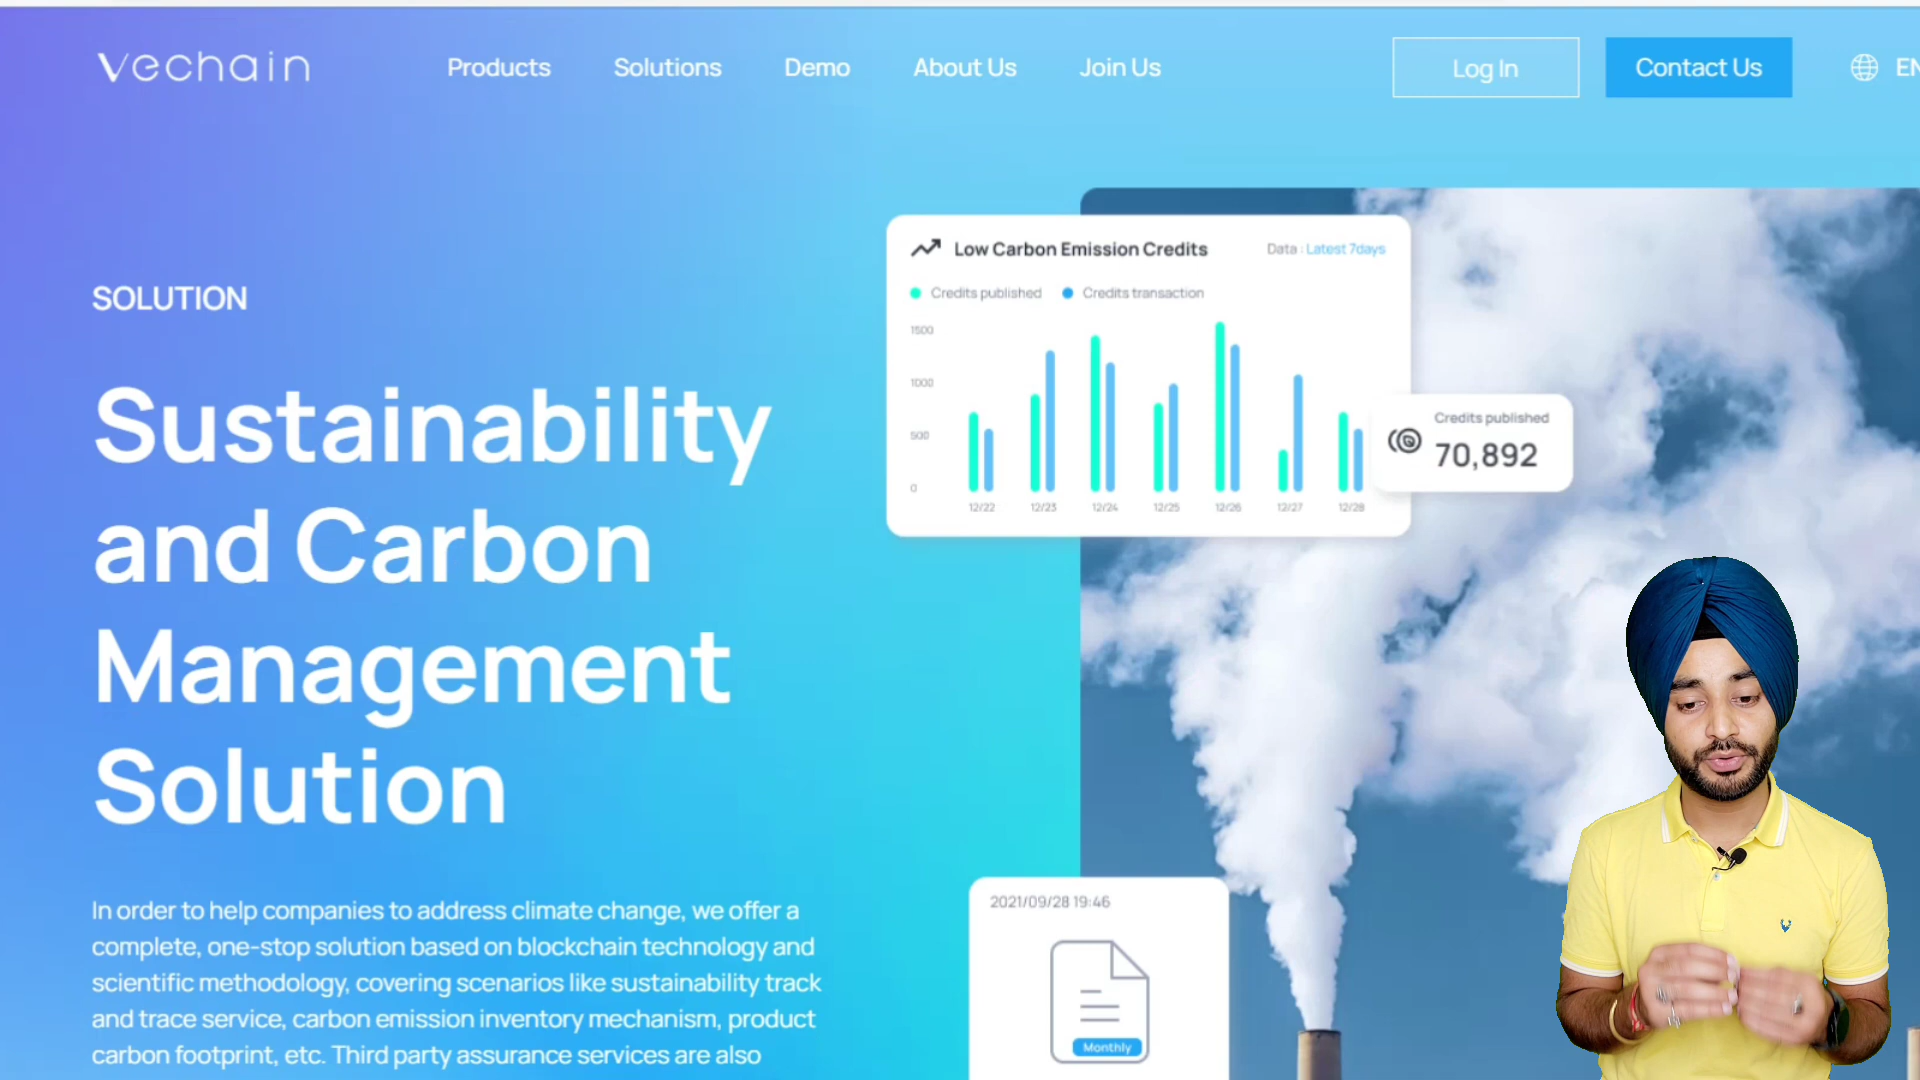 vechain
Products
Solutions
Demo
About Us
Join Us
Log In
Contact Us
EN
SOLUTION
Sustainability
and Carbon
Management
Solution
In order to help companies to address climate change, we offer a
complete, one-stop solution based on blockchain technology and
scientific methodology, covering scenarios like sustainability track
and trace service, carbon emission inventory mechanism, product
carbon footprint, etc. Third party assurance services are also
Low Carbon Emission Credits
Data : Latest 7days
Credits published
Credits transaction
1500
1000
500
0
12/22
12/23
12/24
12/25
12/26
12/27
12/28
Credits published
70,892
2021/09/28 19:46
Monthly